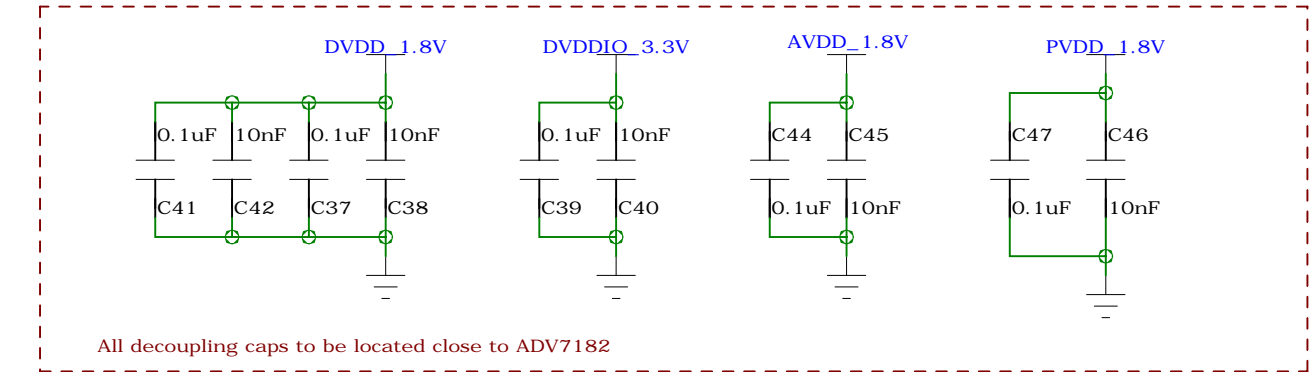 DVDD_1.8V DVDDIO_3.3V AVDD_1.8V PVDD_1.8V
0.1uF 10nF 0.1uF 10nF 0.1uF 10nF C44 C45 C47 C46
C41 C42 C37 C38 C39 C40 0.1uF 10nF 0.1uF 10nF
All decoupling caps to be located close to ADV7182